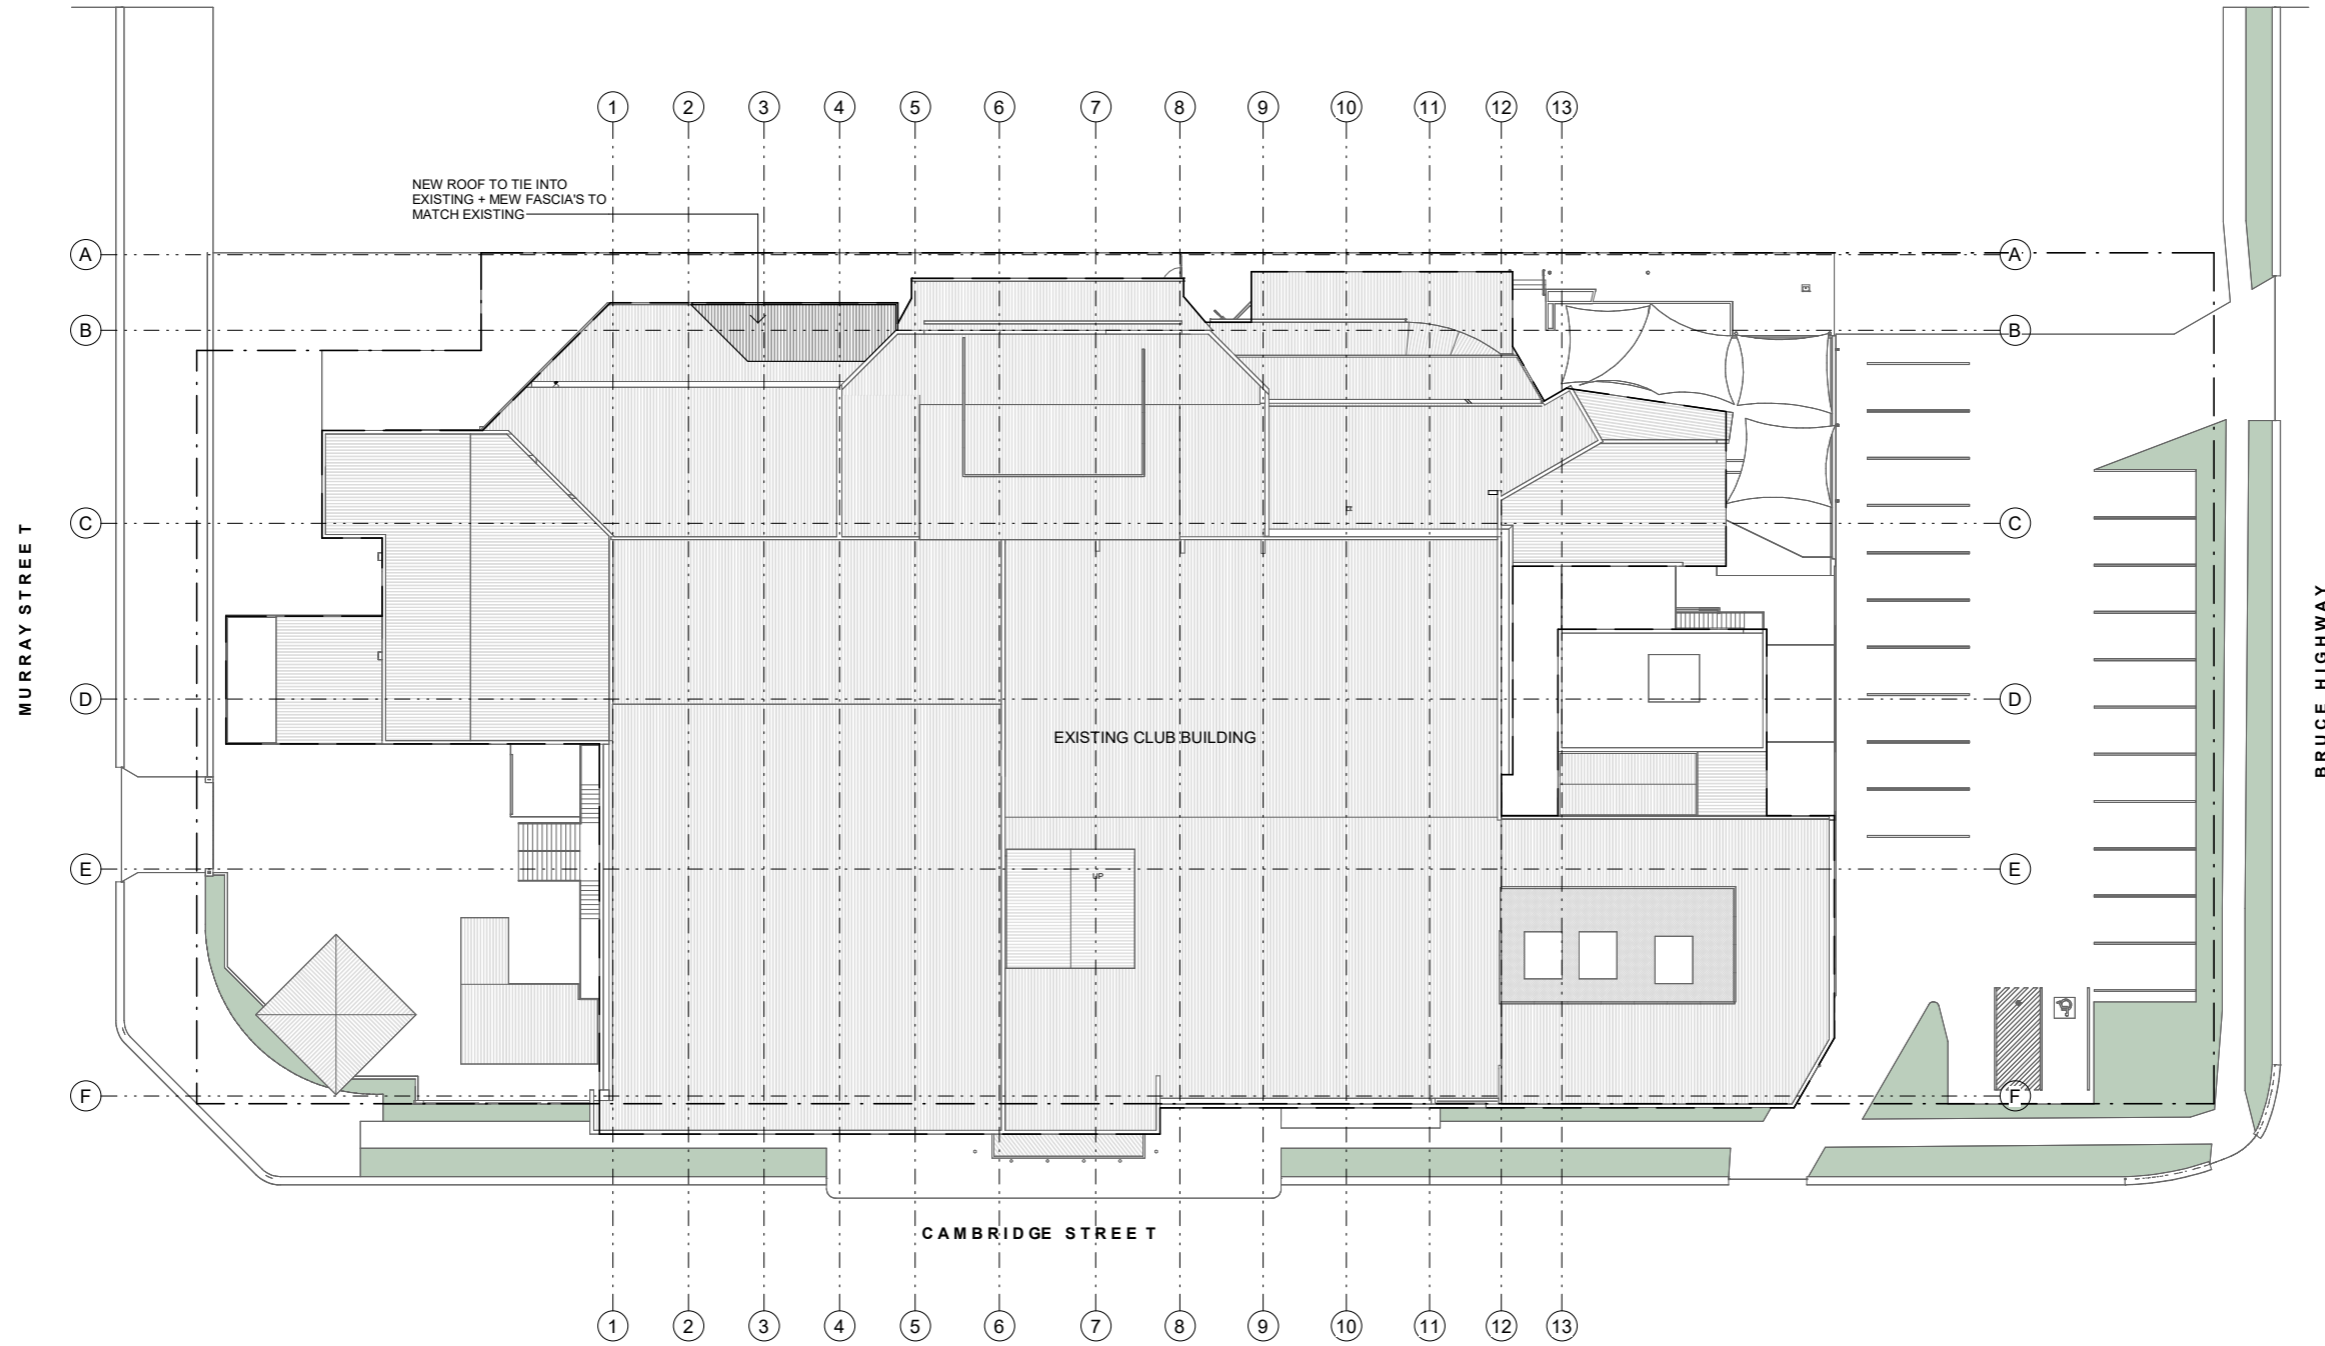 1 2 3 4 5 6 7 8 9 10 11 12 13
NEW ROOF TO TIE INTO
EXISTING + MEW FASCIA'S TO
MATCH EXISTING
A A
B B
C C
MURRAY STREET
BRUCE HIGHWAY
D D
EXISTING CLUB BUILDING
E E
UP
F F
CAMBRIDGE STREET
1 2 3 4 5 6 7 8 9 10 11 12 13